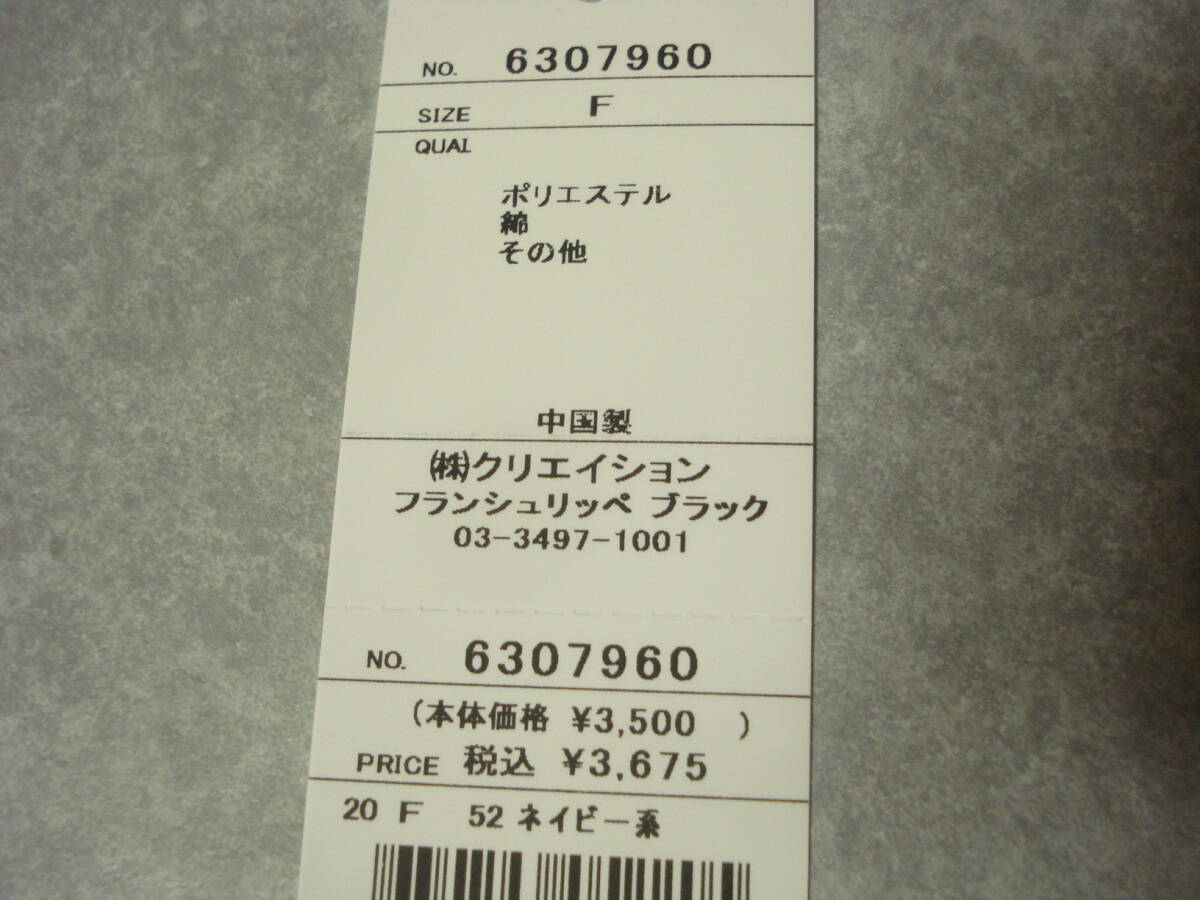 NO. 6307960
SIZE F
QUAL
ポリエステル
綿
その他
中国製
㈱クリエイション
フランシュリッペ ブラック
03-3497-1001
NO. 6307960
(本体価格 ¥3,500 )
PRICE 税込 ¥3,675
20 F 52 ネイビー系